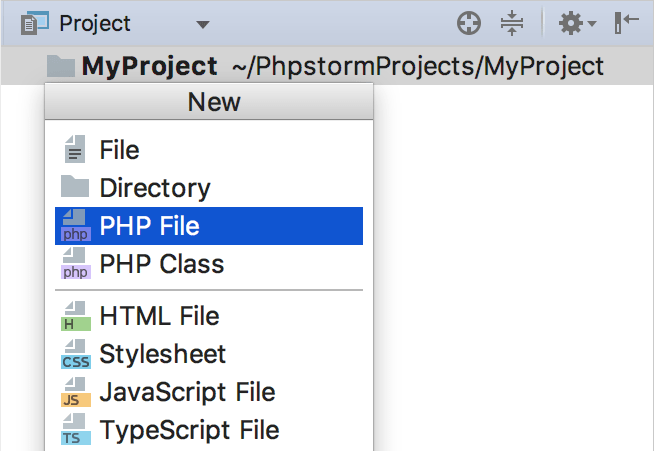 Project
MyProject ~/PhpstormProjects/MyProject
New
File
Directory
php PHP File
php PHP Class
H HTML File
CSS Stylesheet
JS JavaScript File
TS TypeScript File